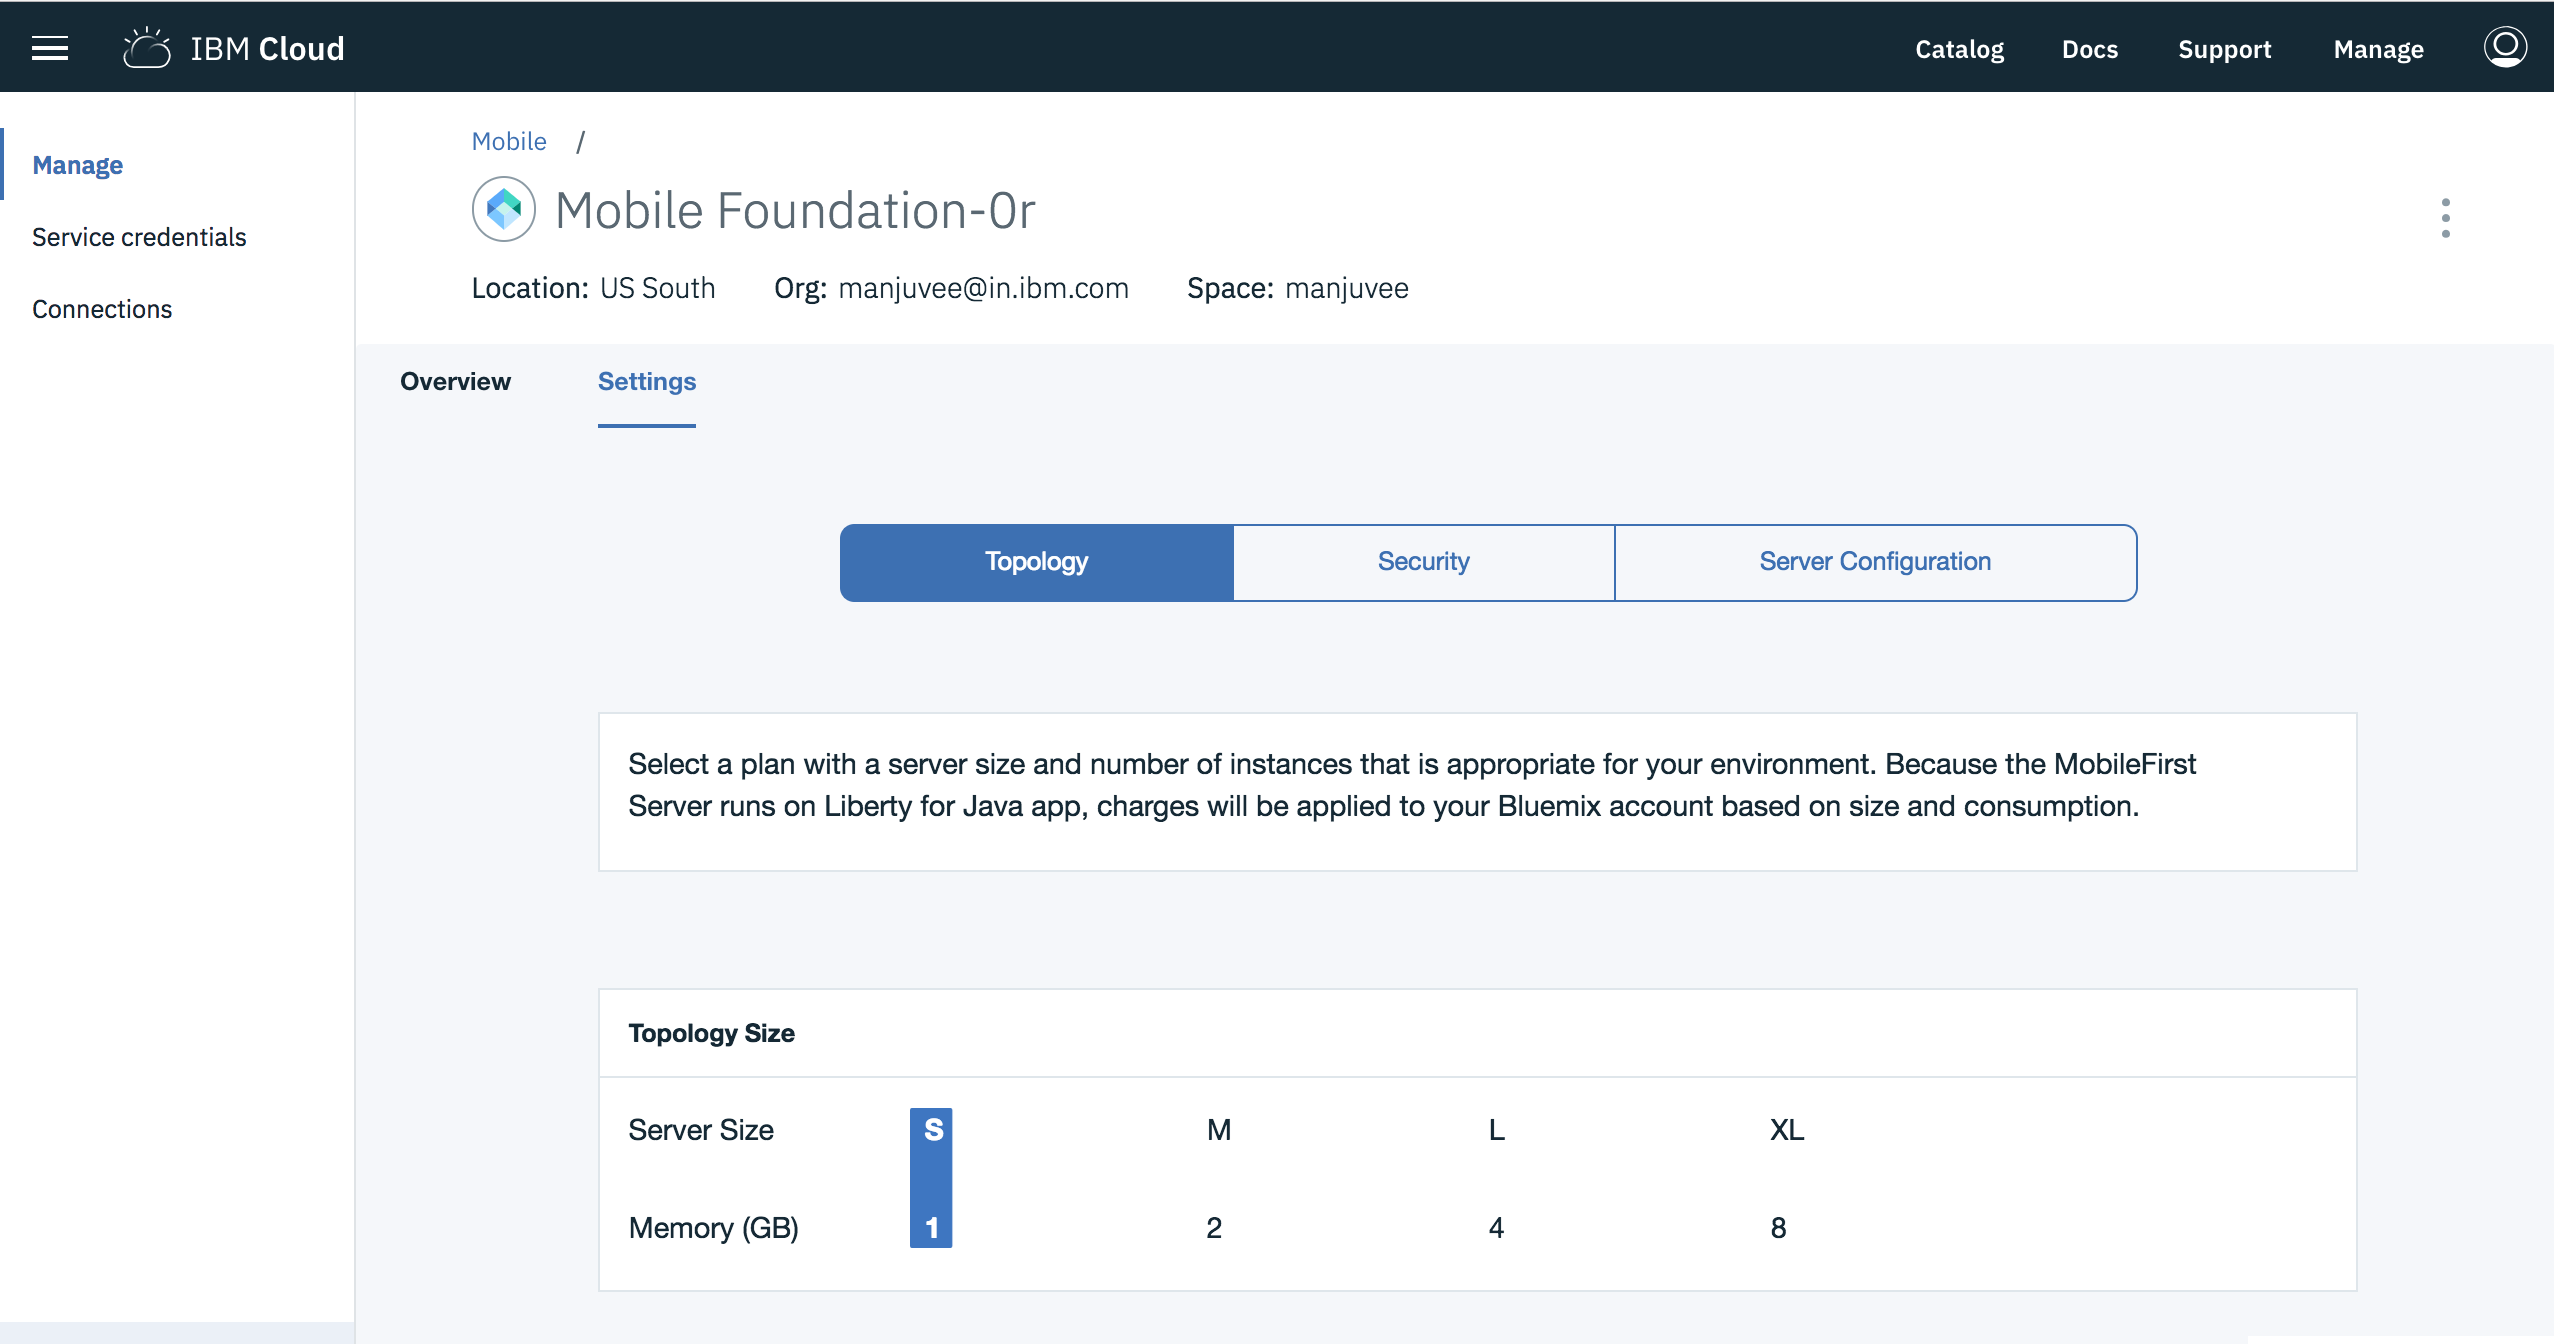 IBM Cloud
Catalog Docs Support Manage
Manage
Service credentials
Connections
Mobile /
Mobile Foundation-0r
Location: US South Org: manjuvee@in.ibm.com Space: manjuvee
Overview Settings
Topology Security Server Configuration
Select a plan with a server size and number of instances that is appropriate for your environment. Because the MobileFirst
Server runs on Liberty for Java app, charges will be applied to your Bluemix account based on size and consumption.
Topology Size
Server Size S M L XL
Memory (GB) 1 2 4 8